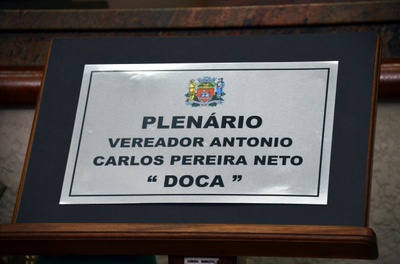 PLENÁRIO
VEREADOR ANTONIO
CARLOS PEREIRA NETO
“ DOCA ”